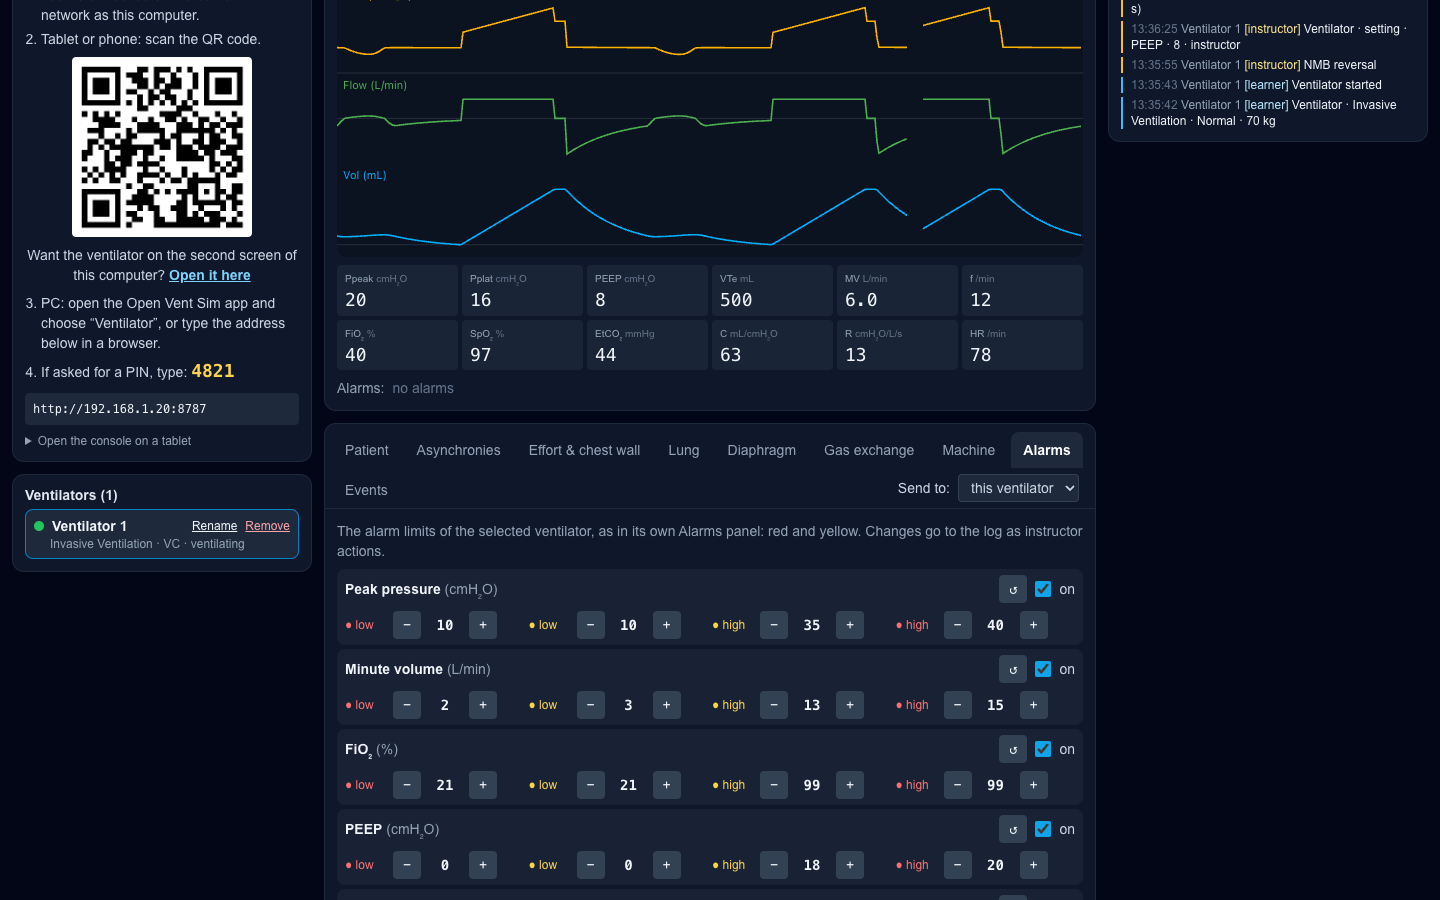 network as this computer.
2. Tablet or phone: scan the QR code.
Want the ventilator on the second screen of
this computer? Open it here
3. PC: open the Open Vent Sim app and
choose “Ventilator”, or type the address
below in a browser.
4. If asked for a PIN, type: 4821
http://192.168.1.20:8787
▶ Open the console on a tablet
Ventilators (1)
Ventilator 1 Rename Remove
Invasive Ventilation · VC · ventilating
Flow (L/min)
Vol (mL)
Ppeak cmH₂O Pplat cmH₂O PEEP cmH₂O VTe mL MV L/min f /min
20 16 8 500 6.0 12
FiO₂ % SpO₂ % EtCO₂ mmHg C mL/cmH₂O R cmH₂O/L/s HR /min
40 97 44 63 13 78
Alarms: no alarms
Patient Asynchronies Effort & chest wall Lung Diaphragm Gas exchange Machine Alarms
Events Send to: this ventilator
The alarm limits of the selected ventilator, as in its own Alarms panel: red and yellow. Changes go to the log as instructor
actions.
Peak pressure (cmH₂O) ↺ on
● low − 10 + ● low − 10 + ● high − 35 + ● high − 40 +
Minute volume (L/min) ↺ on
● low − 2 + ● low − 3 + ● high − 13 + ● high − 15 +
FiO₂ (%) ↺ on
● low − 21 + ● low − 21 + ● high − 99 + ● high − 99 +
PEEP (cmH₂O) ↺ on
● low − 0 + ● low − 0 + ● high − 18 + ● high − 20 +
s)
13:36:25 Ventilator 1 [instructor] Ventilator · setting ·
PEEP · 8 · instructor
13:35:55 Ventilator 1 [instructor] NMB reversal
13:35:43 Ventilator 1 [learner] Ventilator started
13:35:42 Ventilator 1 [learner] Ventilator · Invasive
Ventilation · Normal · 70 kg